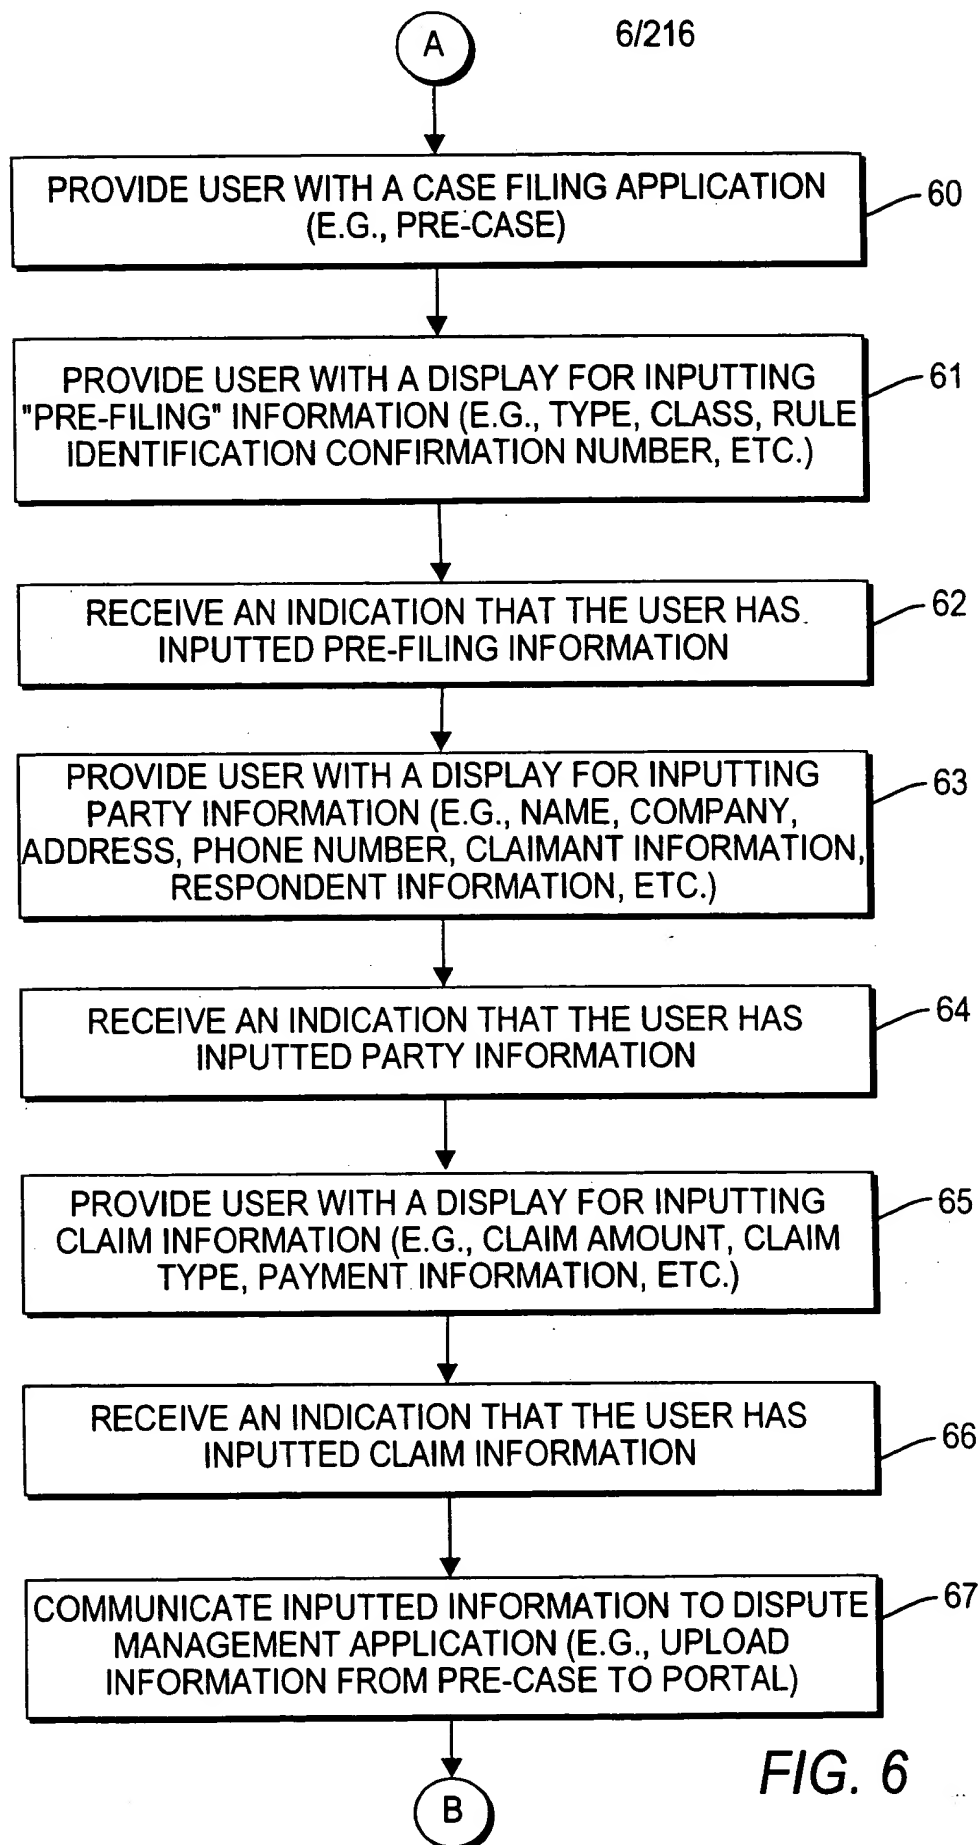 A
6/216
PROVIDE USER WITH A CASE FILING APPLICATION
(E.G., PRE-CASE)
60
PROVIDE USER WITH A DISPLAY FOR INPUTTING
"PRE-FILING" INFORMATION (E.G., TYPE, CLASS, RULE
IDENTIFICATION CONFIRMATION NUMBER, ETC.)
61
RECEIVE AN INDICATION THAT THE USER HAS
INPUTTED PRE-FILING INFORMATION
62
PROVIDE USER WITH A DISPLAY FOR INPUTTING
PARTY INFORMATION (E.G., NAME, COMPANY,
ADDRESS, PHONE NUMBER, CLAIMANT INFORMATION,
RESPONDENT INFORMATION, ETC.)
63
RECEIVE AN INDICATION THAT THE USER HAS
INPUTTED PARTY INFORMATION
64
PROVIDE USER WITH A DISPLAY FOR INPUTTING
CLAIM INFORMATION (E.G., CLAIM AMOUNT, CLAIM
TYPE, PAYMENT INFORMATION, ETC.)
65
RECEIVE AN INDICATION THAT THE USER HAS
INPUTTED CLAIM INFORMATION
66
COMMUNICATE INPUTTED INFORMATION TO DISPUTE
MANAGEMENT APPLICATION (E.G., UPLOAD
INFORMATION FROM PRE-CASE TO PORTAL)
67
B
FIG. 6